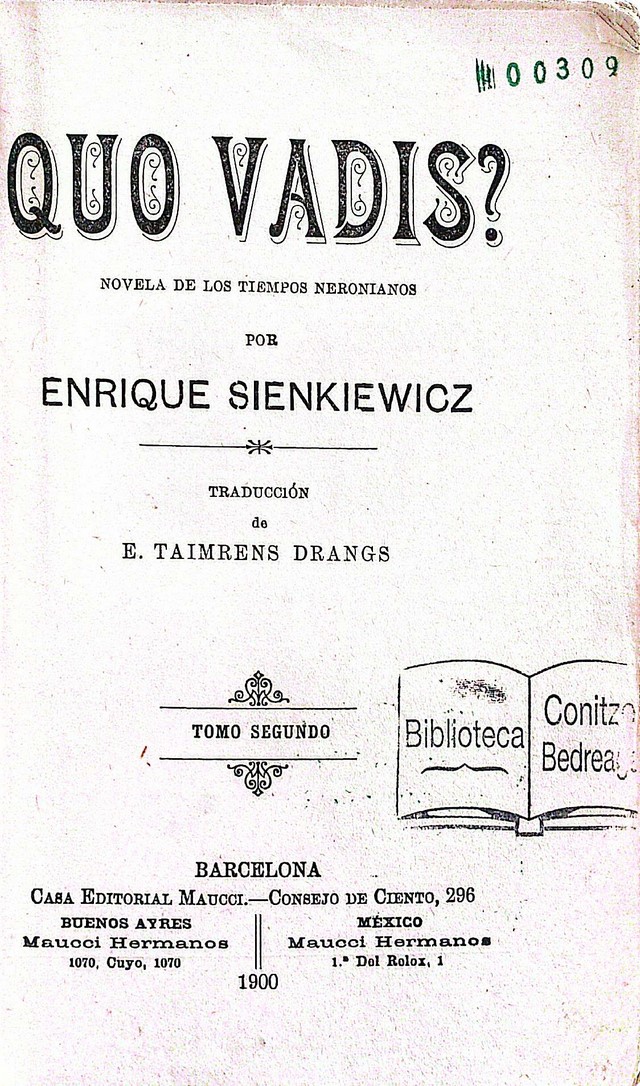 00309
QUO VADIS?
NOVELA DE LOS TIEMPOS NERONIANOS
POR
ENRIQUE SIENKIEWICZ
TRADUCCIÓN
de
E. TAIMRENS DRANGS
TOMO SEGUNDO
Biblioteca
BARCELONA
CASA EDITORIAL MAUCCI.—CONSEJO DE CIENTO, 296
BUENOS AYRES
Maucci Hermanos
1070, Cuyo, 1070
MÉXICO
Maucci Hermanos
1.ª Del Relox, 1
1900